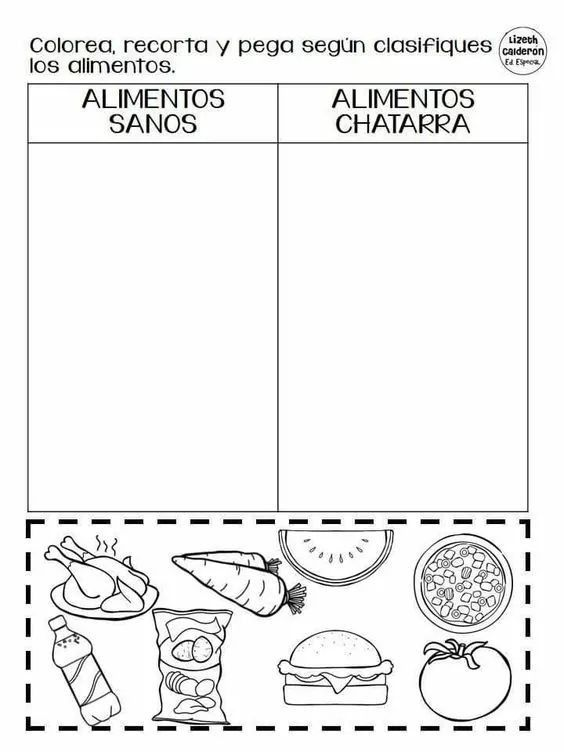 Colorea, recorta y pega según clasifiques
los alimentos.
Lizeth
Calderon
Ed. Especial
ALIMENTOS
SANOS
ALIMENTOS
CHATARRA